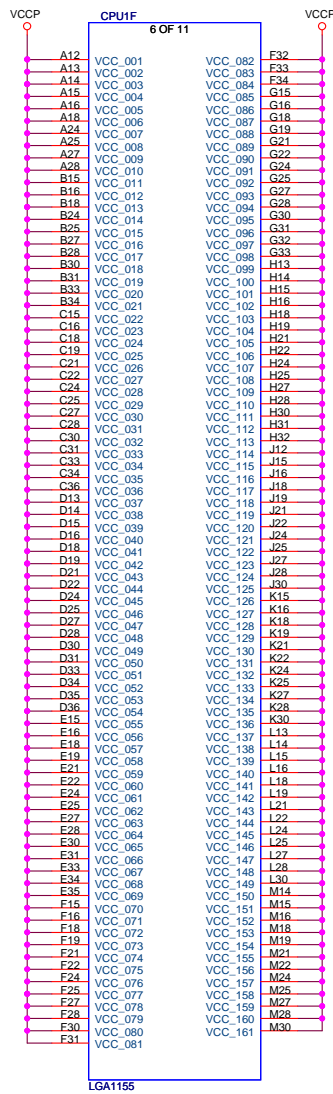 VCCP CPU1F VCCP
6 OF 11
A12 VCC_001 VCC_082 F32
A13 VCC_002 VCC_083 F33
A14 VCC_003 VCC_084 F34
A15 VCC_004 VCC_085 G15
A16 VCC_005 VCC_086 G16
A18 VCC_006 VCC_087 G18
A24 VCC_007 VCC_088 G19
A25 VCC_008 VCC_089 G21
A27 VCC_009 VCC_090 G22
A28 VCC_010 VCC_091 G24
B15 VCC_011 VCC_092 G25
B16 VCC_012 VCC_093 G27
B18 VCC_013 VCC_094 G28
B24 VCC_014 VCC_095 G30
B25 VCC_015 VCC_096 G31
B27 VCC_016 VCC_097 G32
B28 VCC_017 VCC_098 G33
B30 VCC_018 VCC_099 H13
B31 VCC_019 VCC_100 H14
B33 VCC_020 VCC_101 H15
B34 VCC_021 VCC_102 H16
C15 VCC_022 VCC_103 H18
C16 VCC_023 VCC_104 H19
C18 VCC_024 VCC_105 H21
C19 VCC_025 VCC_106 H22
C21 VCC_026 VCC_107 H24
C22 VCC_027 VCC_108 H25
C24 VCC_028 VCC_109 H27
C25 VCC_029 VCC_110 H28
C27 VCC_030 VCC_111 H30
C28 VCC_031 VCC_112 H31
C30 VCC_032 VCC_113 H32
C31 VCC_033 VCC_114 J12
C33 VCC_034 VCC_115 J15
C34 VCC_035 VCC_116 J16
C36 VCC_036 VCC_117 J18
D13 VCC_037 VCC_118 J19
D14 VCC_038 VCC_119 J21
D15 VCC_039 VCC_120 J22
D16 VCC_040 VCC_121 J24
D18 VCC_041 VCC_122 J25
D19 VCC_042 VCC_123 J27
D21 VCC_043 VCC_124 J28
D22 VCC_044 VCC_125 J30
D24 VCC_045 VCC_126 K15
D25 VCC_046 VCC_127 K16
D27 VCC_047 VCC_128 K18
D28 VCC_048 VCC_129 K19
D30 VCC_049 VCC_130 K21
D31 VCC_050 VCC_131 K22
D33 VCC_051 VCC_132 K24
D34 VCC_052 VCC_133 K25
D35 VCC_053 VCC_134 K27
D36 VCC_054 VCC_135 K28
E15 VCC_055 VCC_136 K30
E16 VCC_056 VCC_137 L13
E18 VCC_057 VCC_138 L14
E19 VCC_058 VCC_139 L15
E21 VCC_059 VCC_140 L16
E22 VCC_060 VCC_141 L18
E24 VCC_061 VCC_142 L19
E25 VCC_062 VCC_143 L21
E27 VCC_063 VCC_144 L22
E28 VCC_064 VCC_145 L24
E30 VCC_065 VCC_146 L25
E31 VCC_066 VCC_147 L27
E33 VCC_067 VCC_148 L28
E34 VCC_068 VCC_149 L30
E35 VCC_069 VCC_150 M14
F15 VCC_070 VCC_151 M15
F16 VCC_071 VCC_152 M16
F18 VCC_072 VCC_153 M18
F19 VCC_073 VCC_154 M19
F21 VCC_074 VCC_155 M21
F22 VCC_075 VCC_156 M22
F24 VCC_076 VCC_157 M24
F25 VCC_077 VCC_158 M25
F27 VCC_078 VCC_159 M27
F28 VCC_079 VCC_160 M28
F30 VCC_080 VCC_161 M30
F31 VCC_081
LGA1155